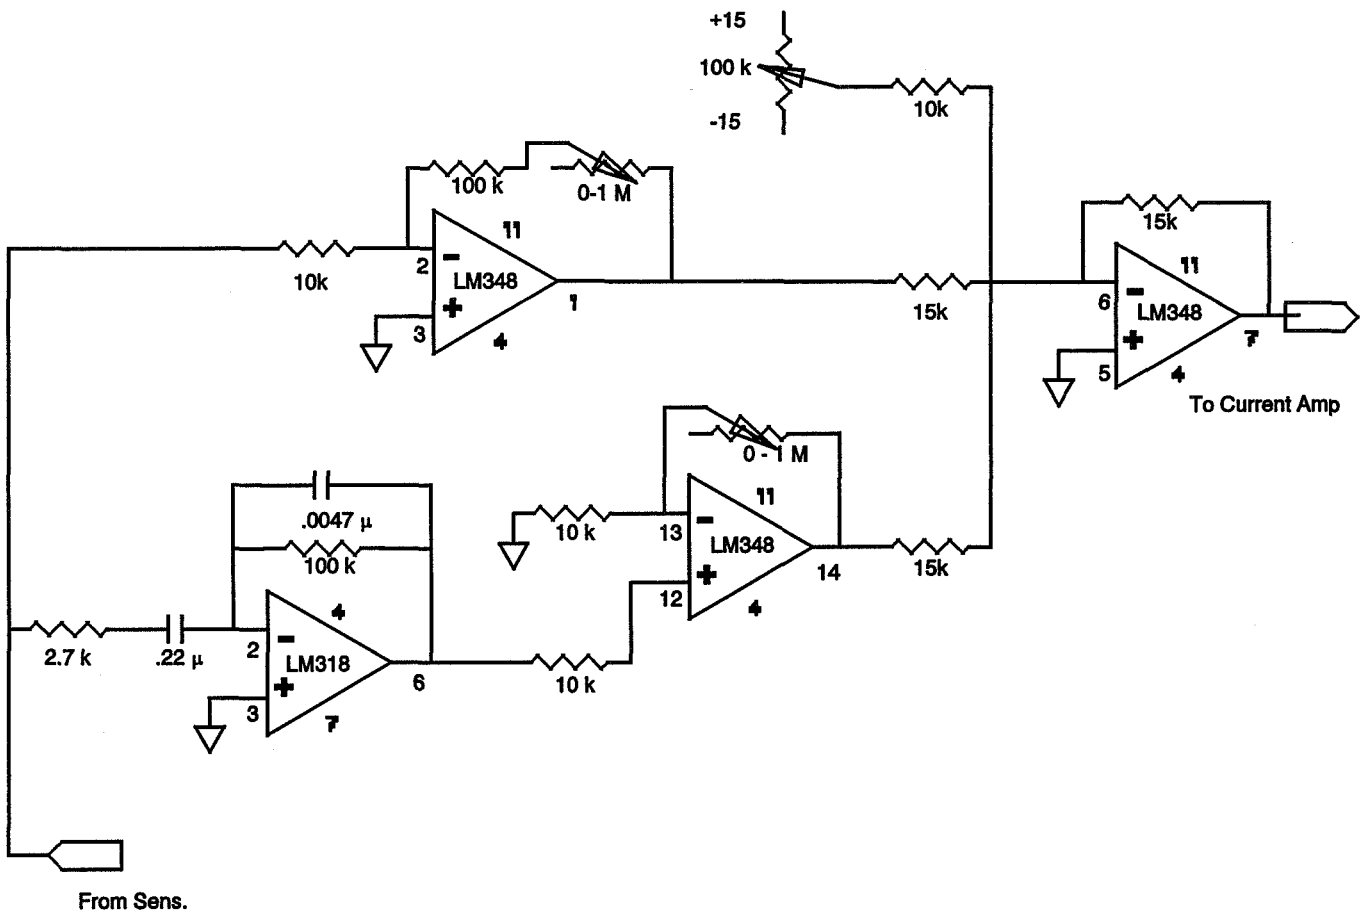 +15
100 k
-15
10k
100 k
0-1 M
10k
2
11
LM348
3
4
1
15k
15k
6
11
LM348
5
4
7
To Current Amp
0 - 1 M
10 k
13
11
LM348
12
4
14
15k
.0047 µ
100 k
2.7 k
.22 µ
2
4
LM318
3
7
6
10 k
From Sens.
- 
+
-
+
-
+
-
+